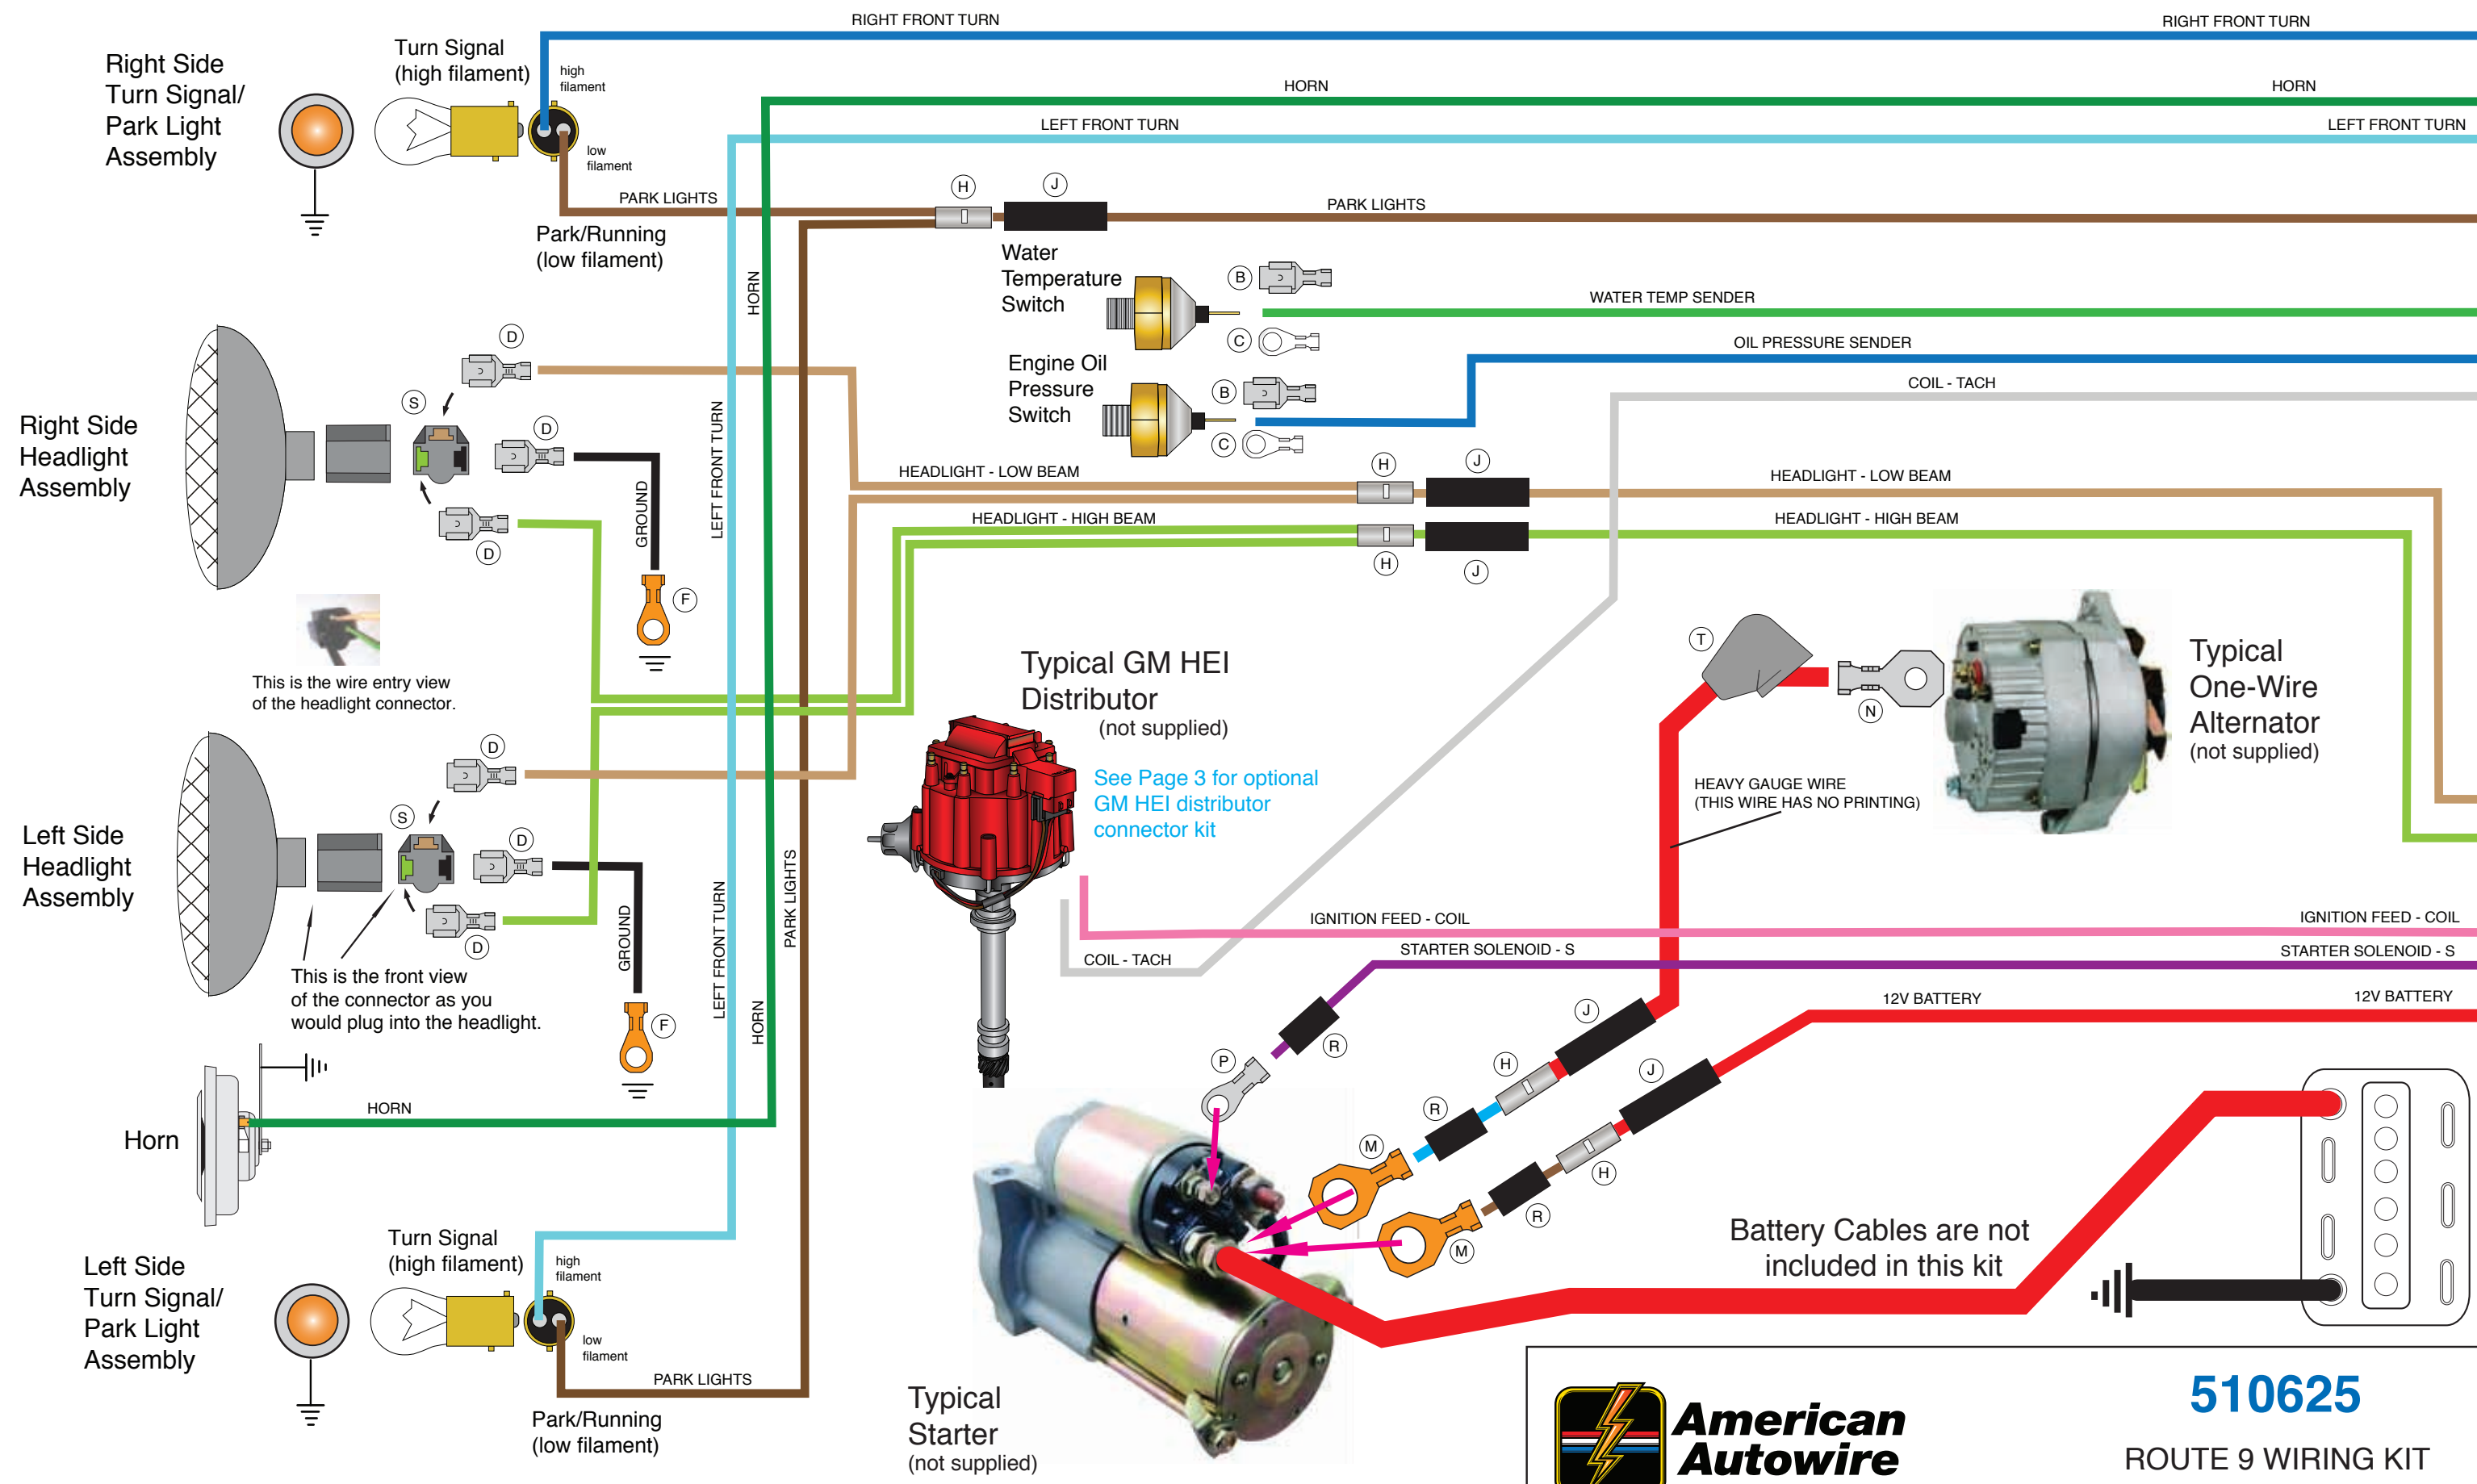 RIGHT FRONT TURN
RIGHT FRONT TURN
Right Side
Turn Signal/
Park Light
Assembly
Turn Signal
(high filament)
high
filament
low
filament
HORN
HORN
LEFT FRONT TURN
LEFT FRONT TURN
PARK LIGHTS
H
J
PARK LIGHTS
Park/Running
(low filament)
Water
Temperature
Switch
B
C
WATER TEMP SENDER
HORN
Engine Oil
Pressure
Switch
B
C
OIL PRESSURE SENDER
COIL - TACH
Right Side
Headlight
Assembly
D
S
D
D
GROUND
F
LEFT FRONT TURN
HEADLIGHT - LOW BEAM
H
J
HEADLIGHT - LOW BEAM
HEADLIGHT - HIGH BEAM
H
J
HEADLIGHT - HIGH BEAM
This is the wire entry view
of the headlight connector.
Typical GM HEI
Distributor
(not supplied)
See Page 3 for optional
GM HEI distributor
connector kit
T
N
Typical
One-Wire
Alternator
(not supplied)
HEAVY GAUGE WIRE
(THIS WIRE HAS NO PRINTING)
Left Side
Headlight
Assembly
D
S
D
D
GROUND
F
LEFT FRONT TURN
PARK LIGHTS
HORN
This is the front view
of the connector as you
would plug into the headlight.
IGNITION FEED - COIL
IGNITION FEED - COIL
COIL - TACH
STARTER SOLENOID - S
STARTER SOLENOID - S
12V BATTERY
12V BATTERY
P
R
H
J
R
M
J
H
R
M
Horn
HORN
Battery Cables are not
included in this kit
Left Side
Turn Signal/
Park Light
Assembly
Turn Signal
(high filament)
high
filament
low
filament
PARK LIGHTS
Park/Running
(low filament)
Typical
Starter
(not supplied)
American
Autowire
510625
ROUTE 9 WIRING KIT